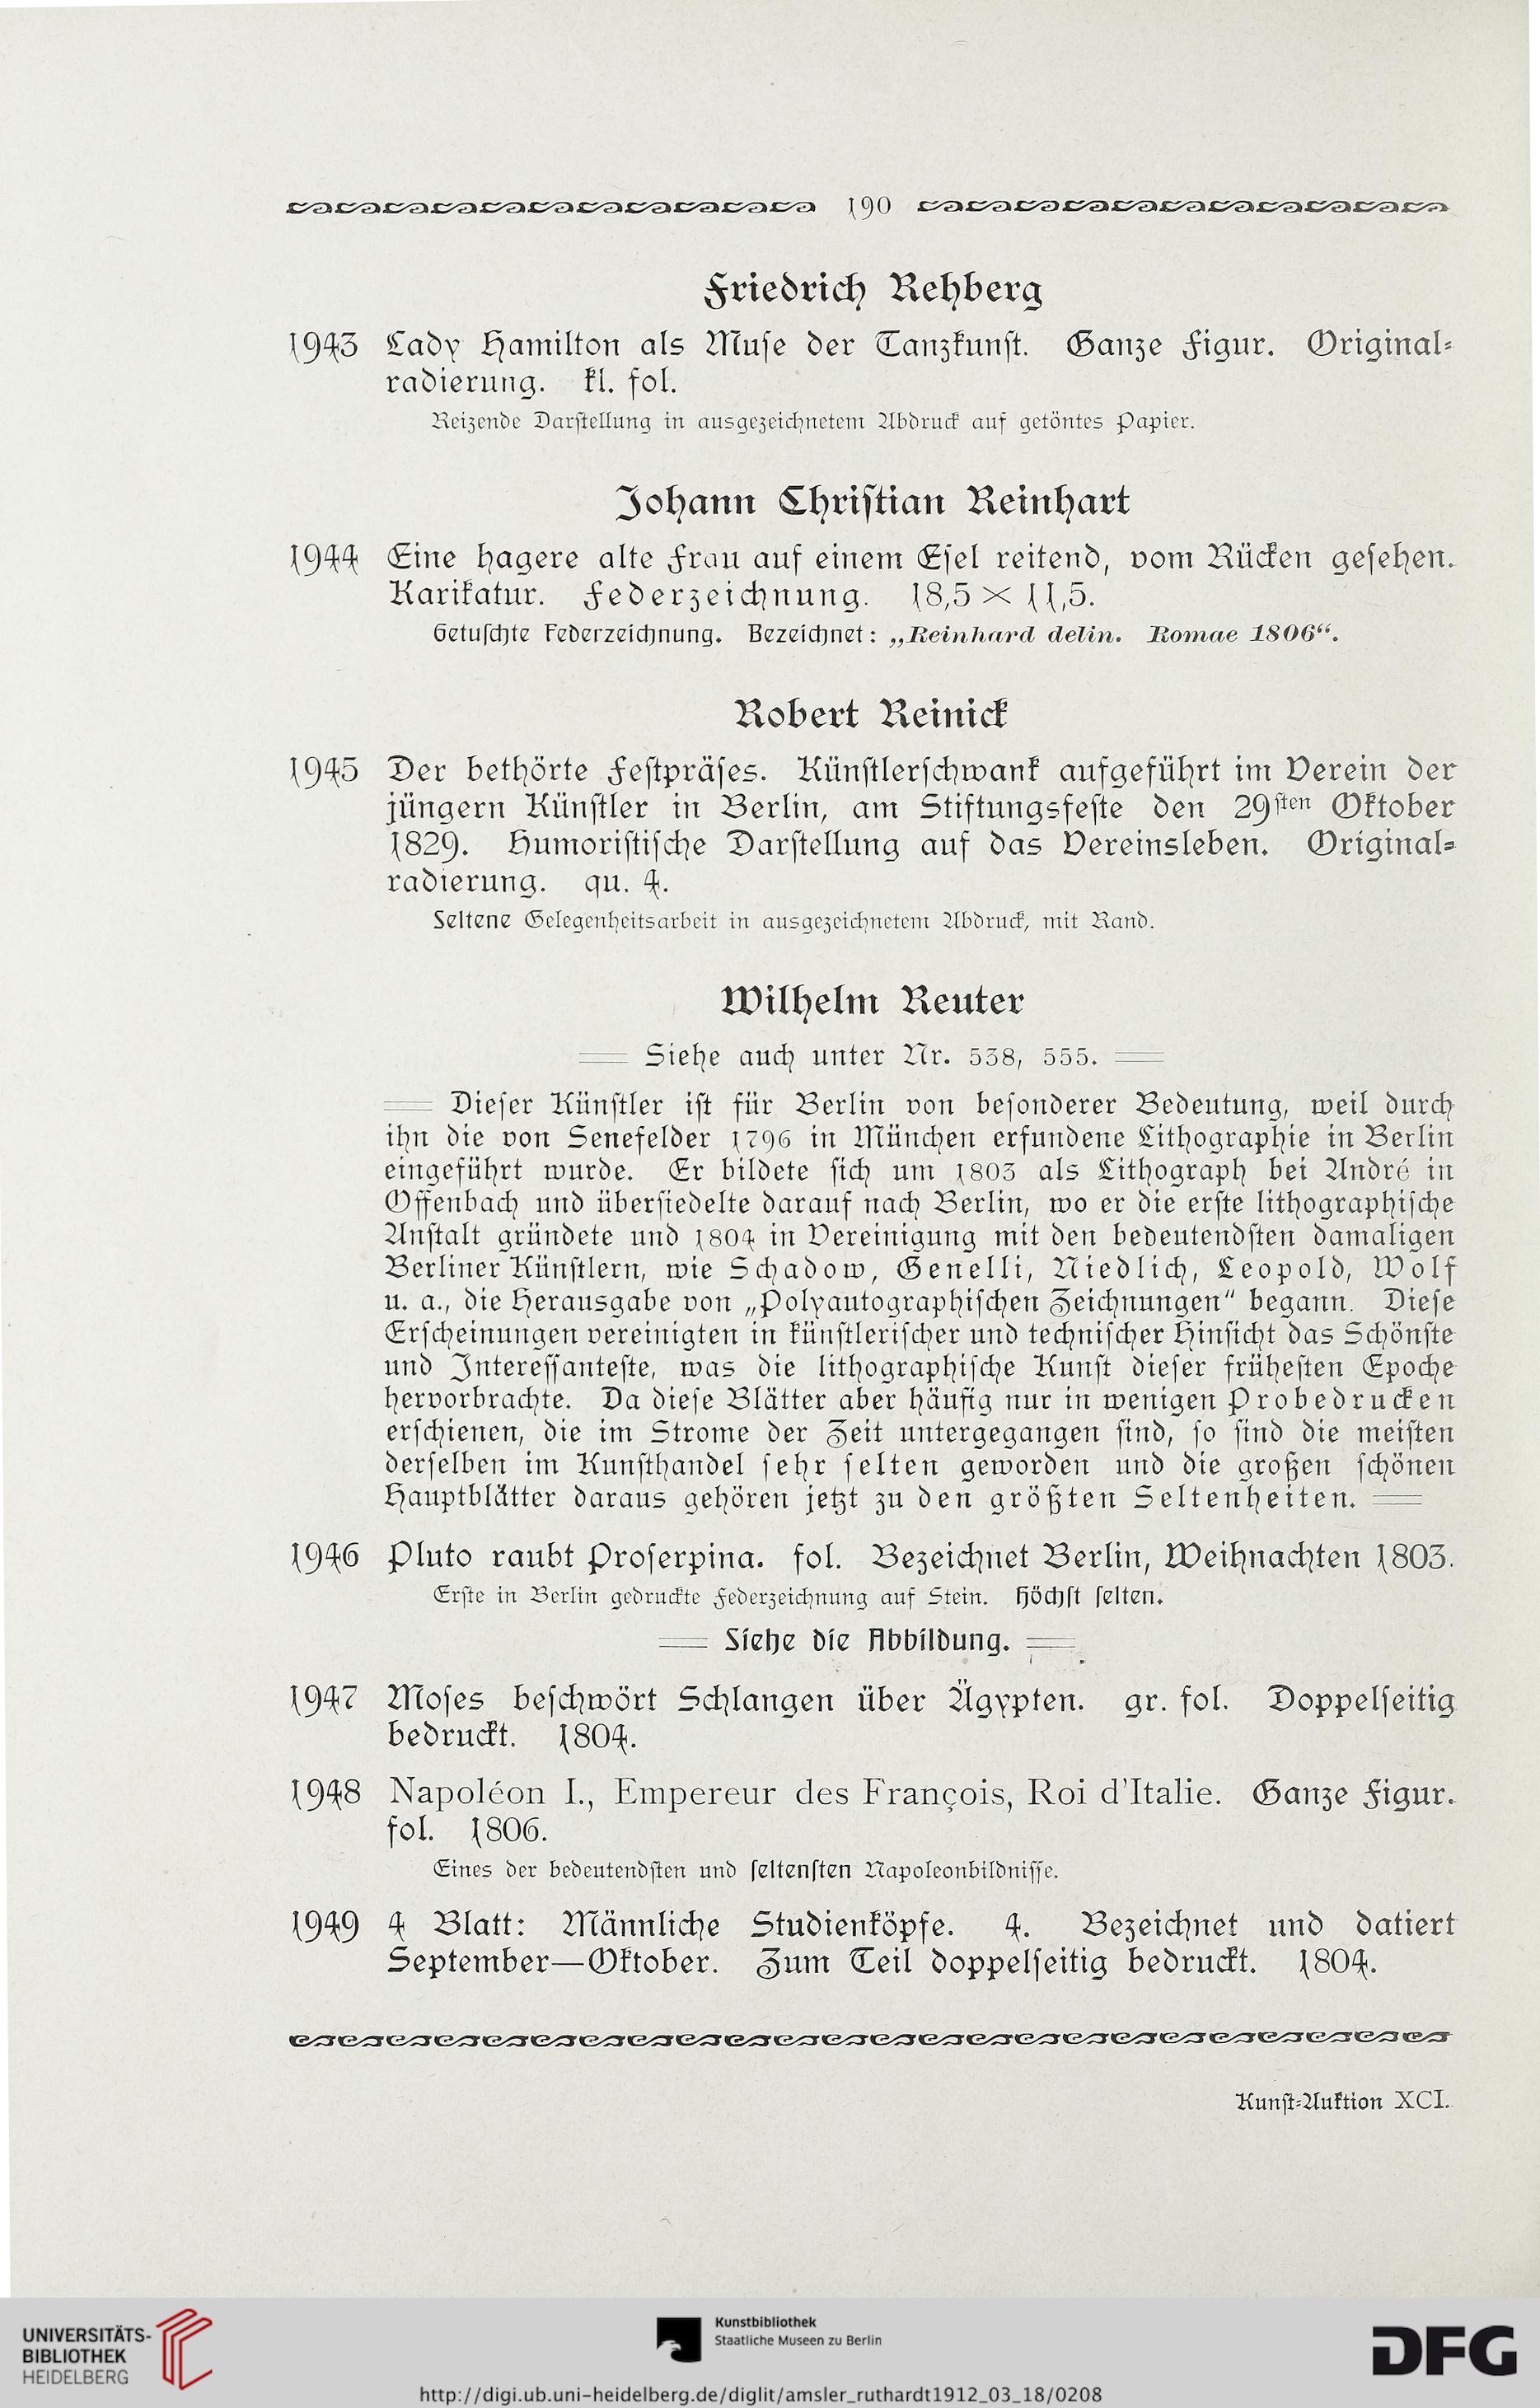 190
Friedrich Rehberg
1943 Lady Hamilton als Muse der Tanzkunst. Ganze Figur. Original-
radierung. kl. fol.
Reizende Darstellung in ausgezeichnetem Abdruck auf getöntes Papier.
Johann Christian Reinhart
1944 Eine hagere alte Frau auf einem Esel reitend, vom Rücken gesehen.
Karikatur. Federzeichnung. 18,5 × 11,5.
Getuschte Federzeichnung. Bezeichnet: „Reinhard delin. Romae 1806“.
Robert Reinick
1945 Der bethörte Festpräses. Künstlerschwank aufgeführt im Verein der
jüngern Künstler in Berlin, am Stiftungsfeste den 29sten Oktober
1829. Humoristische Darstellung auf das Vereinsleben. Original-
radierung. qu. 4.
Seltene Gelegenheitsarbeit in ausgezeichnetem Abdruck, mit Rand.
Wilhelm Reuter
Siehe auch unter Nr. 538, 555.
Dieser Künstler ist für Berlin von besonderer Bedeutung, weil durch
ihn die von Senefelder 1796 in München erfundene Lithographie in Berlin
eingeführt wurde. Er bildete sich um 1803 als Lithograph bei André in
Offenbach und übersiedelte darauf nach Berlin, wo er die erste lithographische
Anstalt gründete und 1804 in Vereinigung mit den bedeutendsten damaligen
Berliner Künstlern, wie Schadow, Genelli, Niedlich, Leopold, Wolf
u. a., die Herausgabe von „Polyautographischen Zeichnungen“ begann. Diese
Erscheinungen vereinigten in künstlerischer und technischer Hinsicht das Schönste
und Interessanteste, was die lithographische Kunst dieser frühesten Epoche
hervorbrachte. Da diese Blätter aber häufig nur in wenigen Probedrucken
erschienen, die im Strome der Zeit untergegangen sind, so sind die meisten
derselben im Kunsthandel sehr selten geworden und die großen schönen
Hauptblätter daraus gehören jetzt zu den größten Seltenheiten.
1946 Pluto raubt Proserpina. fol. Bezeichnet Berlin, Weihnachten 1803.
Erste in Berlin gedruckte Federzeichnung auf Stein. Höchst selten.
Siehe die Abbildung.
1947 Moses beschwört Schlangen über Ägypten. gr. fol. Doppelseitig
bedruckt. 1804.
1948 Napoléon I., Empereur des François, Roi d'Italie. Ganze Figur.
fol. 1806.
Eines der bedeutendsten und seltensten Napoleonbildnisse.
1949 4 Blatt: Männliche Studienköpfe. 4. Bezeichnet und datiert
September—Oktober. Zum Teil doppelseitig bedruckt. 1804.
Kunst-Auktion XCI.
UNIVERSITÄTS-
BIBLIOTHEK
HEIDELBERG
Kunstbibliothek
Staatliche Museen zu Berlin
DFG
http://digi.ub.uni-heidelberg.de/diglit/amsler_ruthardt1912_03_18/0208